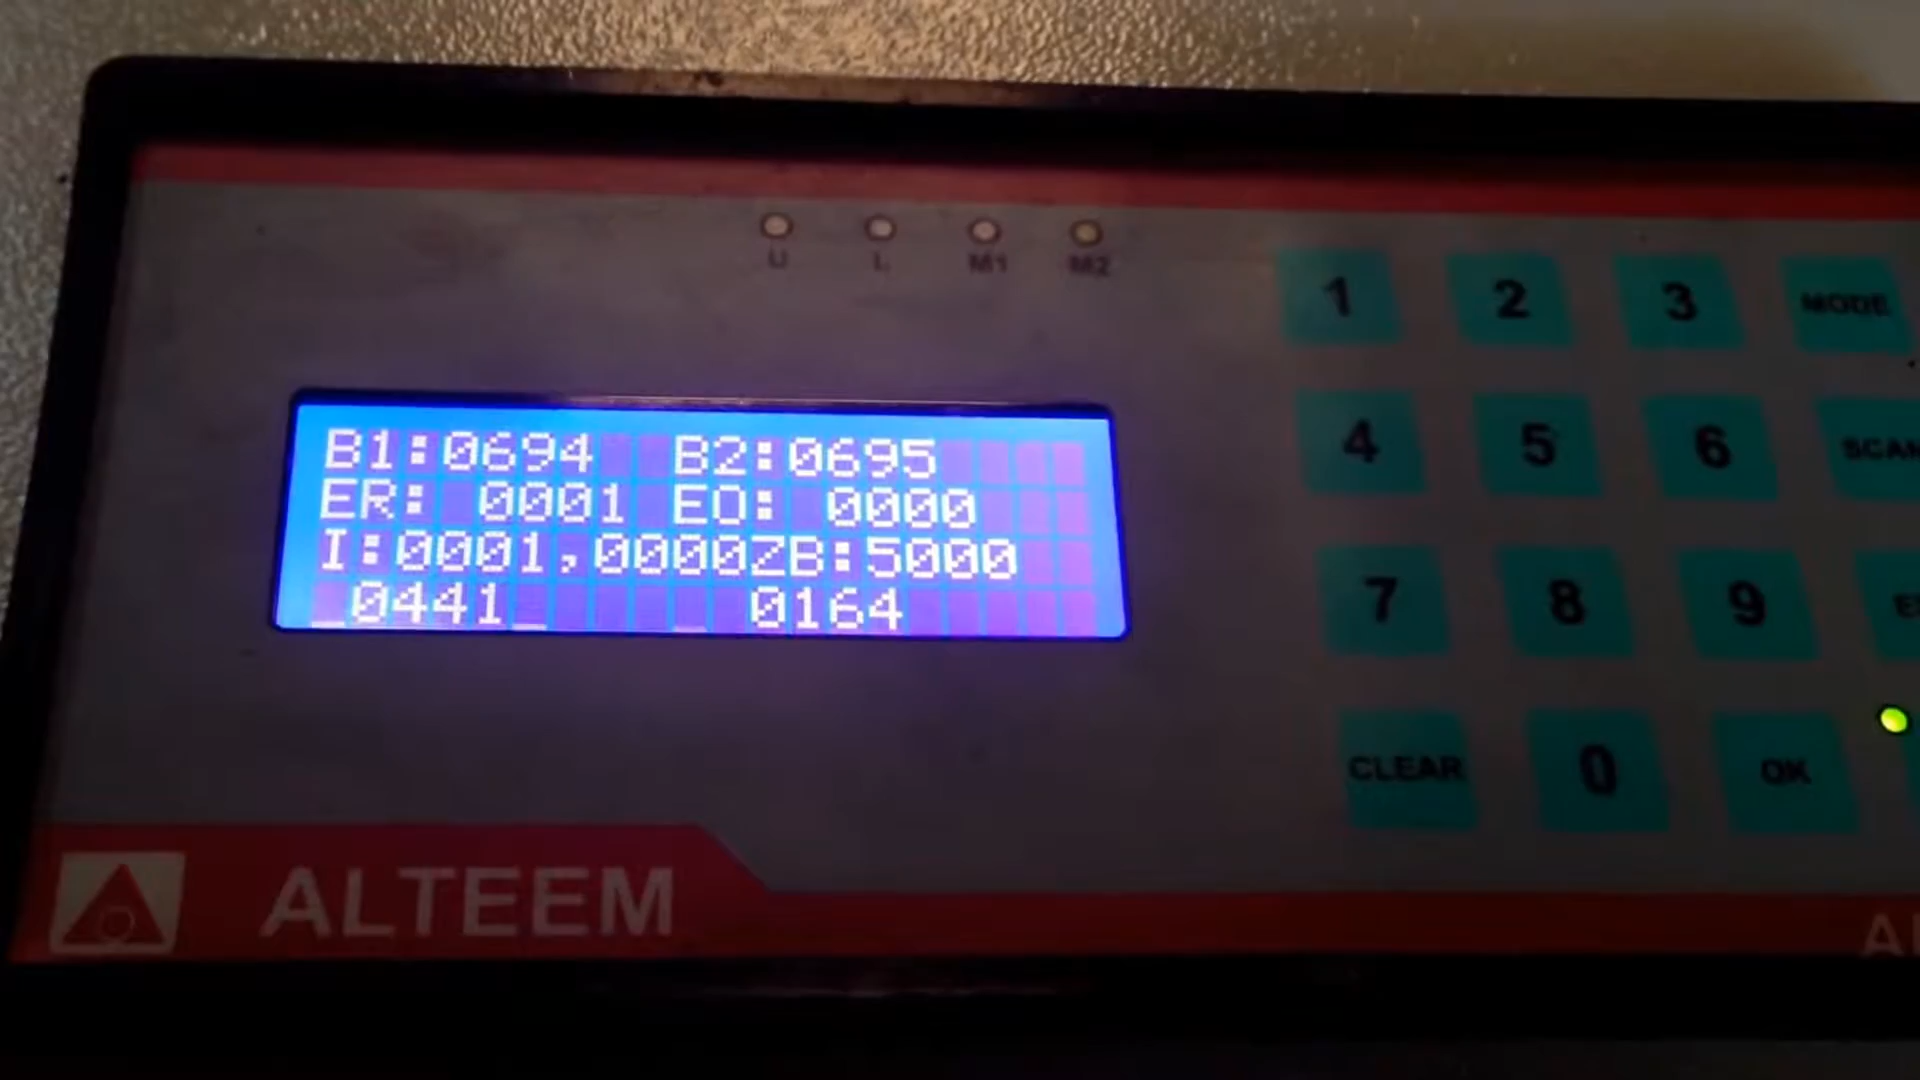 U L M1 M2
1 2 3 MODE
B1:0694 B2:0695
ER: 0001 EO: 0000
I:0001,0000ZB:5000
_0441_ _ 0164
4 5 6
7 8 9
CLEAR 0 OK
ALTEEM